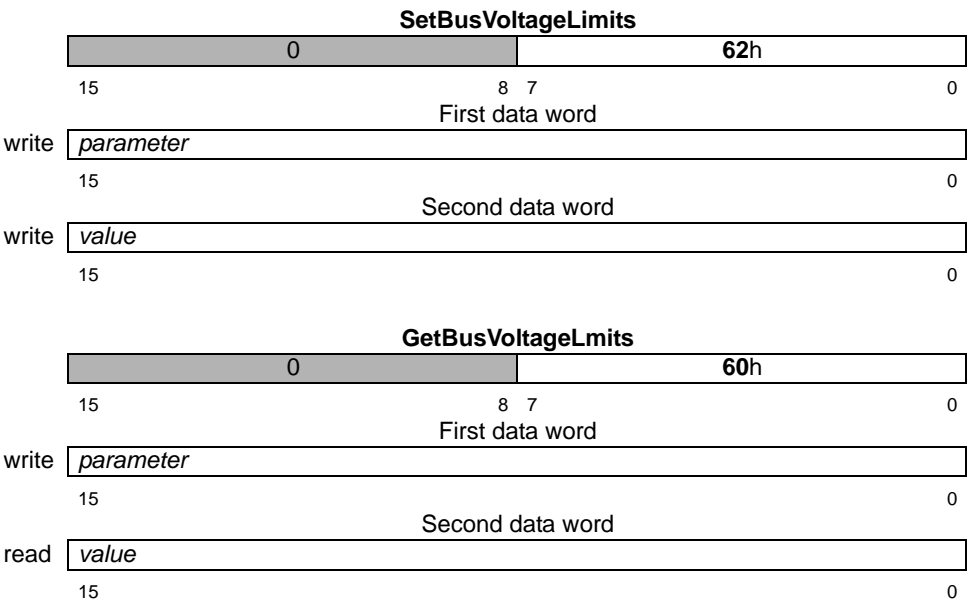 SetBusVoltageLimits
0 62h
15 8 7 0
First data word
write parameter
15 0
Second data word
write value
15 0
GetBusVoltageLmits
0 60h
15 8 7 0
First data word
write parameter
15 0
Second data word
read value
15 0